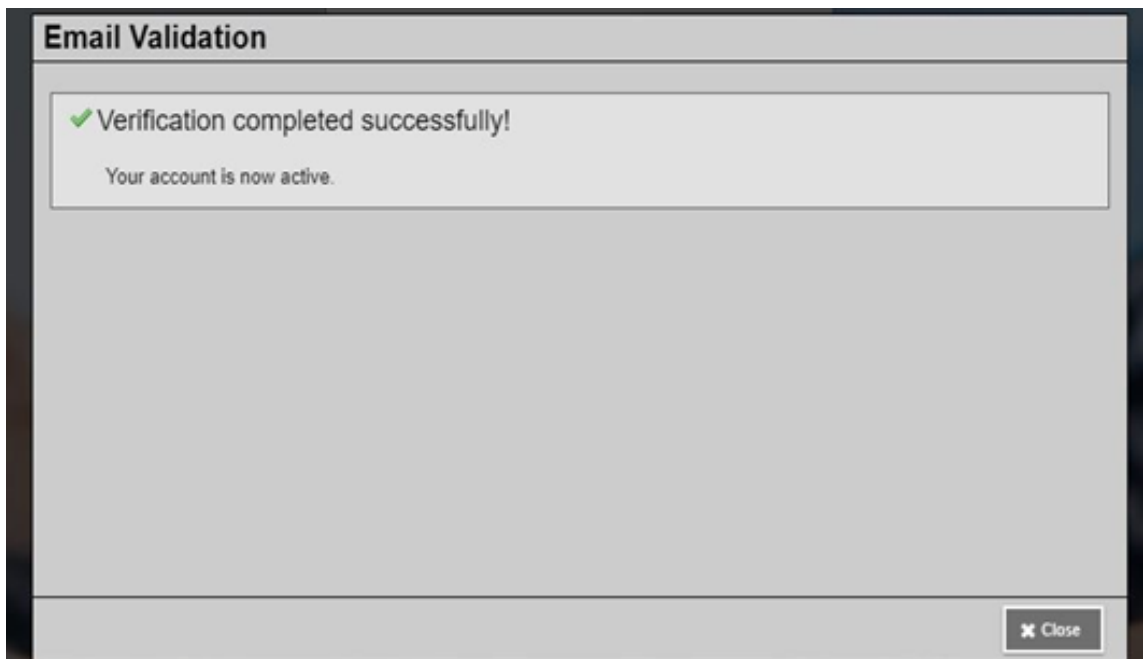 Email Validation
Verification completed successfully!
Your account is now active.
Close